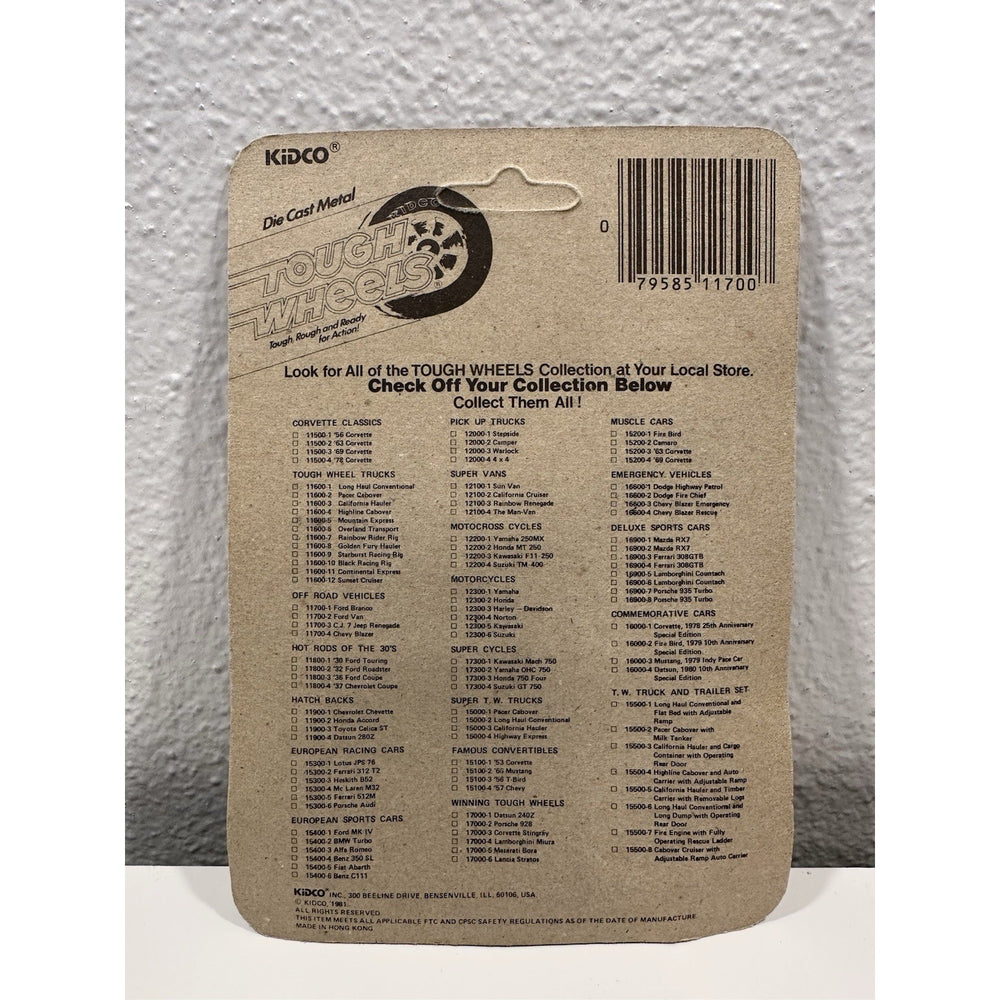 KiDCO®
Die Cast Metal
KIDCO
TOUGH
WHEELS®
Tough, Rough and Ready
for Action!
0 79585 11700
Look for All of the TOUGH WHEELS Collection at Your Local Store.
Check Off Your Collection Below
Collect Them All !
CORVETTE CLASSICS
11500-1 '56 Corvette
11500-2 '63 Corvette
11500-3 '69 Corvette
11500-4 '78 Corvette
TOUGH WHEEL TRUCKS
11600-1 Long Haul Conventional
11600-2 Pacer Cabover
11600-3 California Hauler
11600-4 Highline Cabover
11600-5 Mountain Express
11600-6 Overland Transport
11600-7 Rainbow Rider Rig
11600-8 Golden Fury Hauler
11600-9 Starburst Racing Rig
11600-10 Black Racing Rig
11600-11 Continental Express
11600-12 Sunset Cruiser
OFF ROAD VEHICLES
11700-1 Ford Branco
11700-2 Ford Van
11700-3 C.J. 7 Jeep Renegade
11700-4 Chevy Blazer
HOT RODS OF THE 30'S
11800-1 '30 Ford Touring
11800-2 '32 Ford Roadster
11800-3 '36 Ford Coupe
11800-4 '37 Chevrolet Coupe
HATCH BACKS
11900-1 Chevrolet Chevette
11900-2 Honda Accord
11900-3 Toyota Celica ST
11900-4 Datsun 280Z
EUROPEAN RACING CARS
15300-1 Lotus JPS 76
15300-2 Farrari 312 T2
15300-3 Heskith B52
15300-4 Mc Laran M32
15300-5 Farrari 512M
15300-6 Porsche Audi
EUROPEAN SPORTS CARS
15400-1 Ford MK IV
15400-2 BMW Turbo
15400-3 Alfa Romeo
15400-4 Benz 350 SL
15400-5 Fiat Abarth
15400-6 Benz C111
PICK UP TRUCKS
12000-1 Stepside
12000-2 Camper
12000-3 Warlock
12000-4 4 x 4
SUPER VANS
12100-1 Sun Van
12100-2 California Cruiser
12100-3 Rainbow Renegade
12100-4 The Man-Van
MOTOCROSS CYCLES
12200-1 Yamaha 250MX
12200-2 Honda MT 250
12200-3 Kawasaki F11-250
12200-4 Suzuki TM-400
MOTORCYCLES
12300-1 Yamaha
12300-2 Honda
12300-3 Harley – Davidson
12300-4 Norton
12300-5 Kawasaki
12300-6 Suzuki
SUPER CYCLES
17300-1 Kawasaki Mach 750
17300-2 Yamaha OHC 750
17300-3 Honda 750 Four
17300-4 Suzuki GT 750
SUPER T.W. TRUCKS
15000-1 Pacer Cabover
15000-2 Long Haul Conventional
15000-3 California Hauler
15000-4 Highway Express
FAMOUS CONVERTIBLES
15100-1 '53 Corvette
15100-2 '65 Mustang
15100-3 '56 T-Bird
15100-4 '57 Chevy
WINNING TOUGH WHEELS
17000-1 Datsun 240Z
17000-2 Porshe 928
17000-3 Corvette Stingray
17000-4 Lamborghini Miura
17000-5 Maserati Bora
17000-6 Lancia Stratos
MUSCLE CARS
15200-1 Fire Bird
15200-2 Camaro
15200-3 '63 Corvette
15200-4 '69 Corvette
EMERGENCY VEHICLES
16600-1 Dodge Highway Patrol
16600-2 Dodge Fire Chief
16600-3 Chevy Blazer Emergency
16600-4 Chevy Blazer Rescue
DELUXE SPORTS CARS
16900-1 Mazda RX7
16900-2 Mazda RX7
16900-3 Ferrari 308GTB
16900-4 Ferrari 308GTB
16900-5 Lamborghini Countach
16900-6 Lamborghini Countach
16900-7 Porsche 935 Turbo
16900-8 Porsche 935 Turbo
COMMEMORATIVE CARS
16000-1 Corvette, 1978 25th Anniversary
Special Edition
16000-2 Fire Bird, 1979 10th Anniversary
Special Edition
16000-3 Mustang, 1979 Indy Pace Car
16000-4 Datsun, 1980 10th Anniversary
Special Edition
T.W. TRUCK AND TRAILER SET
15500-1 Long Haul Conventional and
Flat Bed with Adjustable
Ramp
15500-2 Pacer Cabover with
Milk Tanker
15500-3 California Hauler and Cargo
Container with Operating
Rear Door
15500-4 Highline Cabover and Auto
Carrier with Adjustable Ramp
15500-5 California Hauler and Timber
Carrier with Removable Logs
15500-6 Long Haul Conventional and
Long Dump with Operating
Rear Door
15500-7 Fire Engine with Fully
Operating Rescue Ladder
15500-8 Cabover Cruiser with
Adjustable Ramp Auto Carrier
KiDCO® INC., 300 BEELINE DRIVE, BENSENVILLE, ILL. 60106, USA
© KIDCO, 1981.
ALL RIGHTS RESERVED
THIS ITEM MEETS ALL APPLICABLE FTC AND CPSC SAFETY REGULATIONS AS OF THE DATE OF MANUFACTURE.
MADE IN HONG KONG